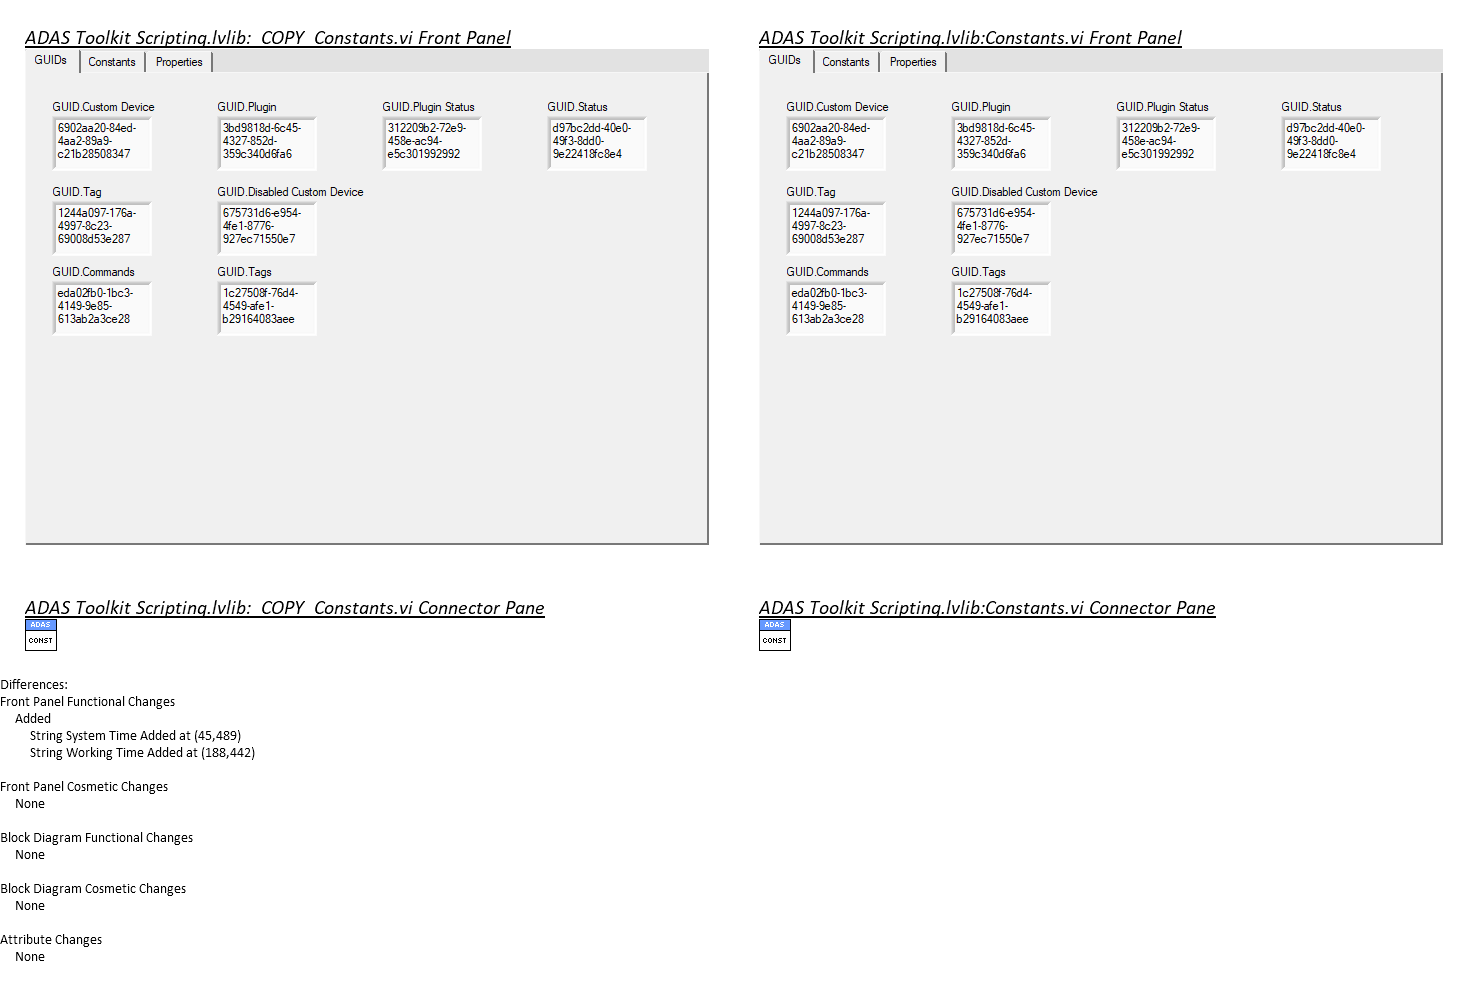 ADAS Toolkit Scripting.lvlib:_COPY_Constants.vi Front Panel
GUIDs Constants Properties
GUID.Custom Device GUID.Plugin GUID.Plugin Status GUID.Status
6902aa20-84ed- 3bd9818d-6c45- 312209b2-72e9- d97bc2dd-40e0-
4aa2-89a9- 4327-852d- 458e-ac94- 49f3-8dd0-
c21b28508347 359c340d6fa6 e5c301992992 9e22418fc8e4
GUID.Tag GUID.Disabled Custom Device
1244a097-176a- 675731d6-e954-
4997-8c23- 4fe1-8776-
69008d53e287 927ec71550e7
GUID.Commands GUID.Tags
eda02fb0-1bc3- 1c27508f-76d4-
4149-9e85- 4549-afe1-
613ab2a3ce28 b29164083aee
ADAS Toolkit Scripting.lvlib:Constants.vi Front Panel
GUIDs Constants Properties
GUID.Custom Device GUID.Plugin GUID.Plugin Status GUID.Status
6902aa20-84ed- 3bd9818d-6c45- 312209b2-72e9- d97bc2dd-40e0-
4aa2-89a9- 4327-852d- 458e-ac94- 49f3-8dd0-
c21b28508347 359c340d6fa6 e5c301992992 9e22418fc8e4
GUID.Tag GUID.Disabled Custom Device
1244a097-176a- 675731d6-e954-
4997-8c23- 4fe1-8776-
69008d53e287 927ec71550e7
GUID.Commands GUID.Tags
eda02fb0-1bc3- 1c27508f-76d4-
4149-9e85- 4549-afe1-
613ab2a3ce28 b29164083aee
ADAS Toolkit Scripting.lvlib:_COPY_Constants.vi Connector Pane
ADAS
CONST
ADAS Toolkit Scripting.lvlib:Constants.vi Connector Pane
ADAS
CONST
Differences:
Front Panel Functional Changes
Added
String System Time Added at (45,489)
String Working Time Added at (188,442)
Front Panel Cosmetic Changes
None
Block Diagram Functional Changes
None
Block Diagram Cosmetic Changes
None
Attribute Changes
None